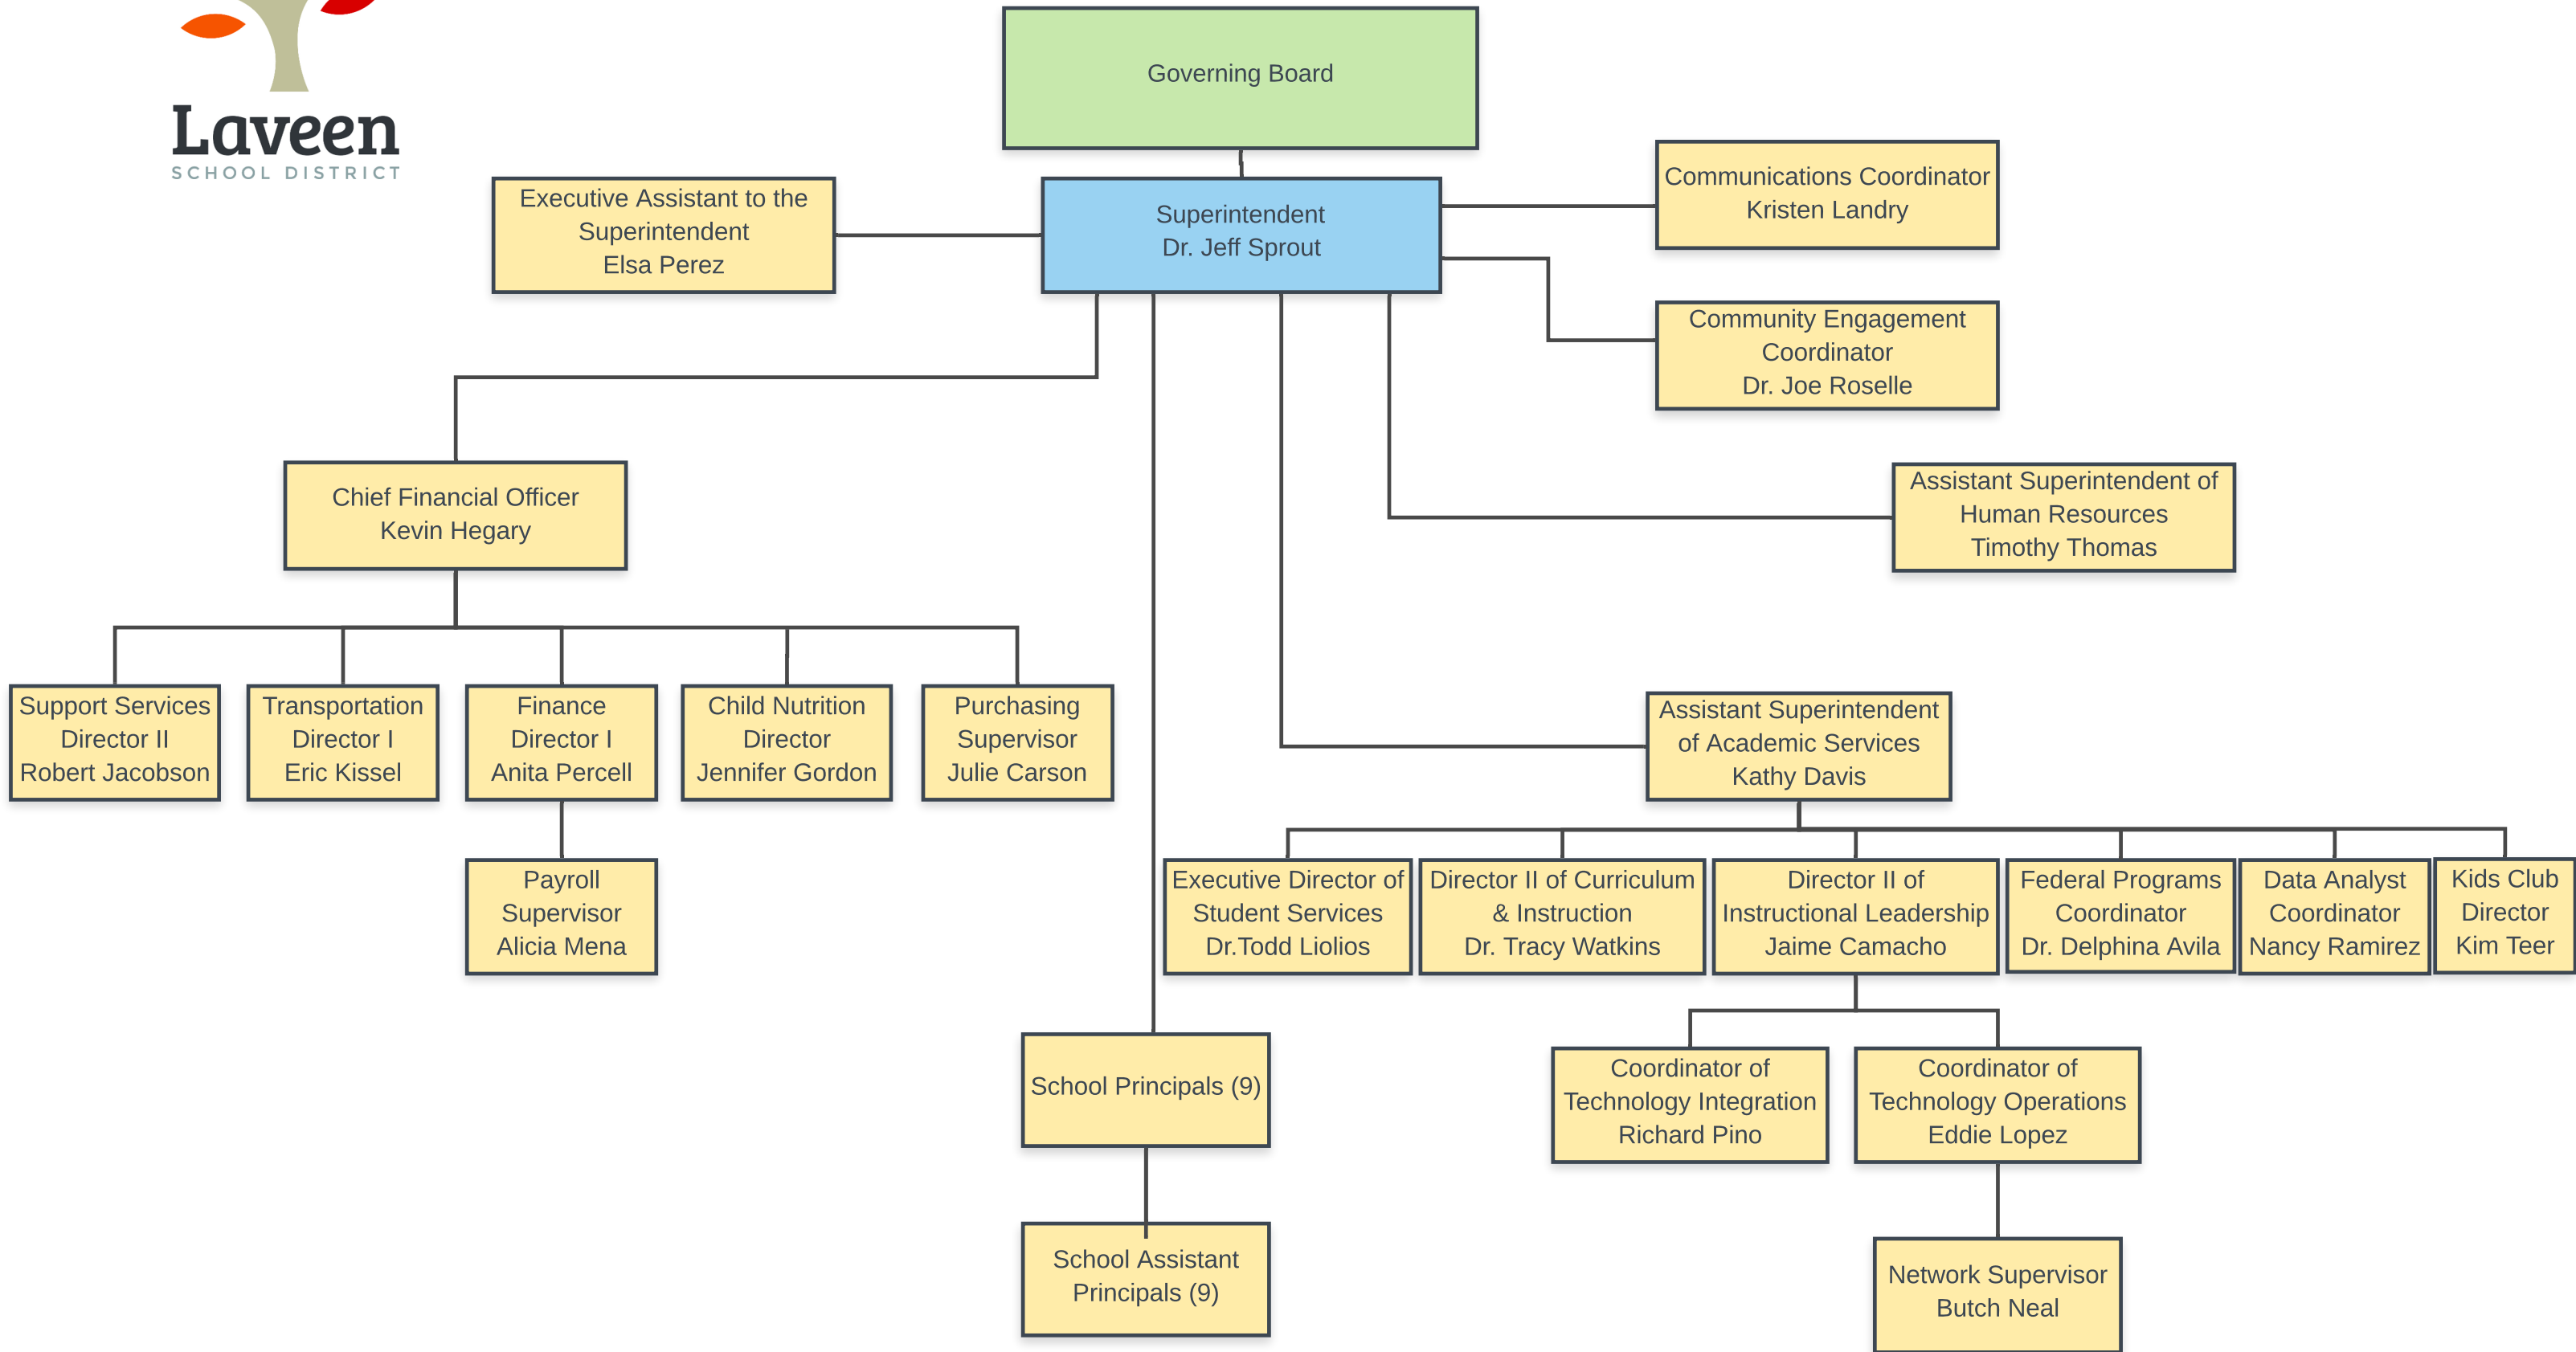 Laveen
SCHOOL DISTRICT
Governing Board
Superintendent
Dr. Jeff Sprout
Executive Assistant to the
Superintendent
Elsa Perez
Communications Coordinator
Kristen Landry
Community Engagement
Coordinator
Dr. Joe Roselle
Chief Financial Officer
Kevin Hegary
Assistant Superintendent of
Human Resources
Timothy Thomas
Support Services
Director II
Robert Jacobson
Transportation
Director I
Eric Kissel
Finance
Director I
Anita Percell
Child Nutrition
Director
Jennifer Gordon
Purchasing
Supervisor
Julie Carson
Assistant Superintendent
of Academic Services
Kathy Davis
Payroll
Supervisor
Alicia Mena
Executive Director of
Student Services
Dr.Todd Liolios
Director II of Curriculum
& Instruction
Dr. Tracy Watkins
Director II of
Instructional Leadership
Jaime Camacho
Federal Programs
Coordinator
Dr. Delphina Avila
Data Analyst
Coordinator
Nancy Ramirez
Kids Club
Director
Kim Teer
School Principals (9)
Coordinator of
Technology Integration
Richard Pino
Coordinator of
Technology Operations
Eddie Lopez
School Assistant
Principals (9)
Network Supervisor
Butch Neal